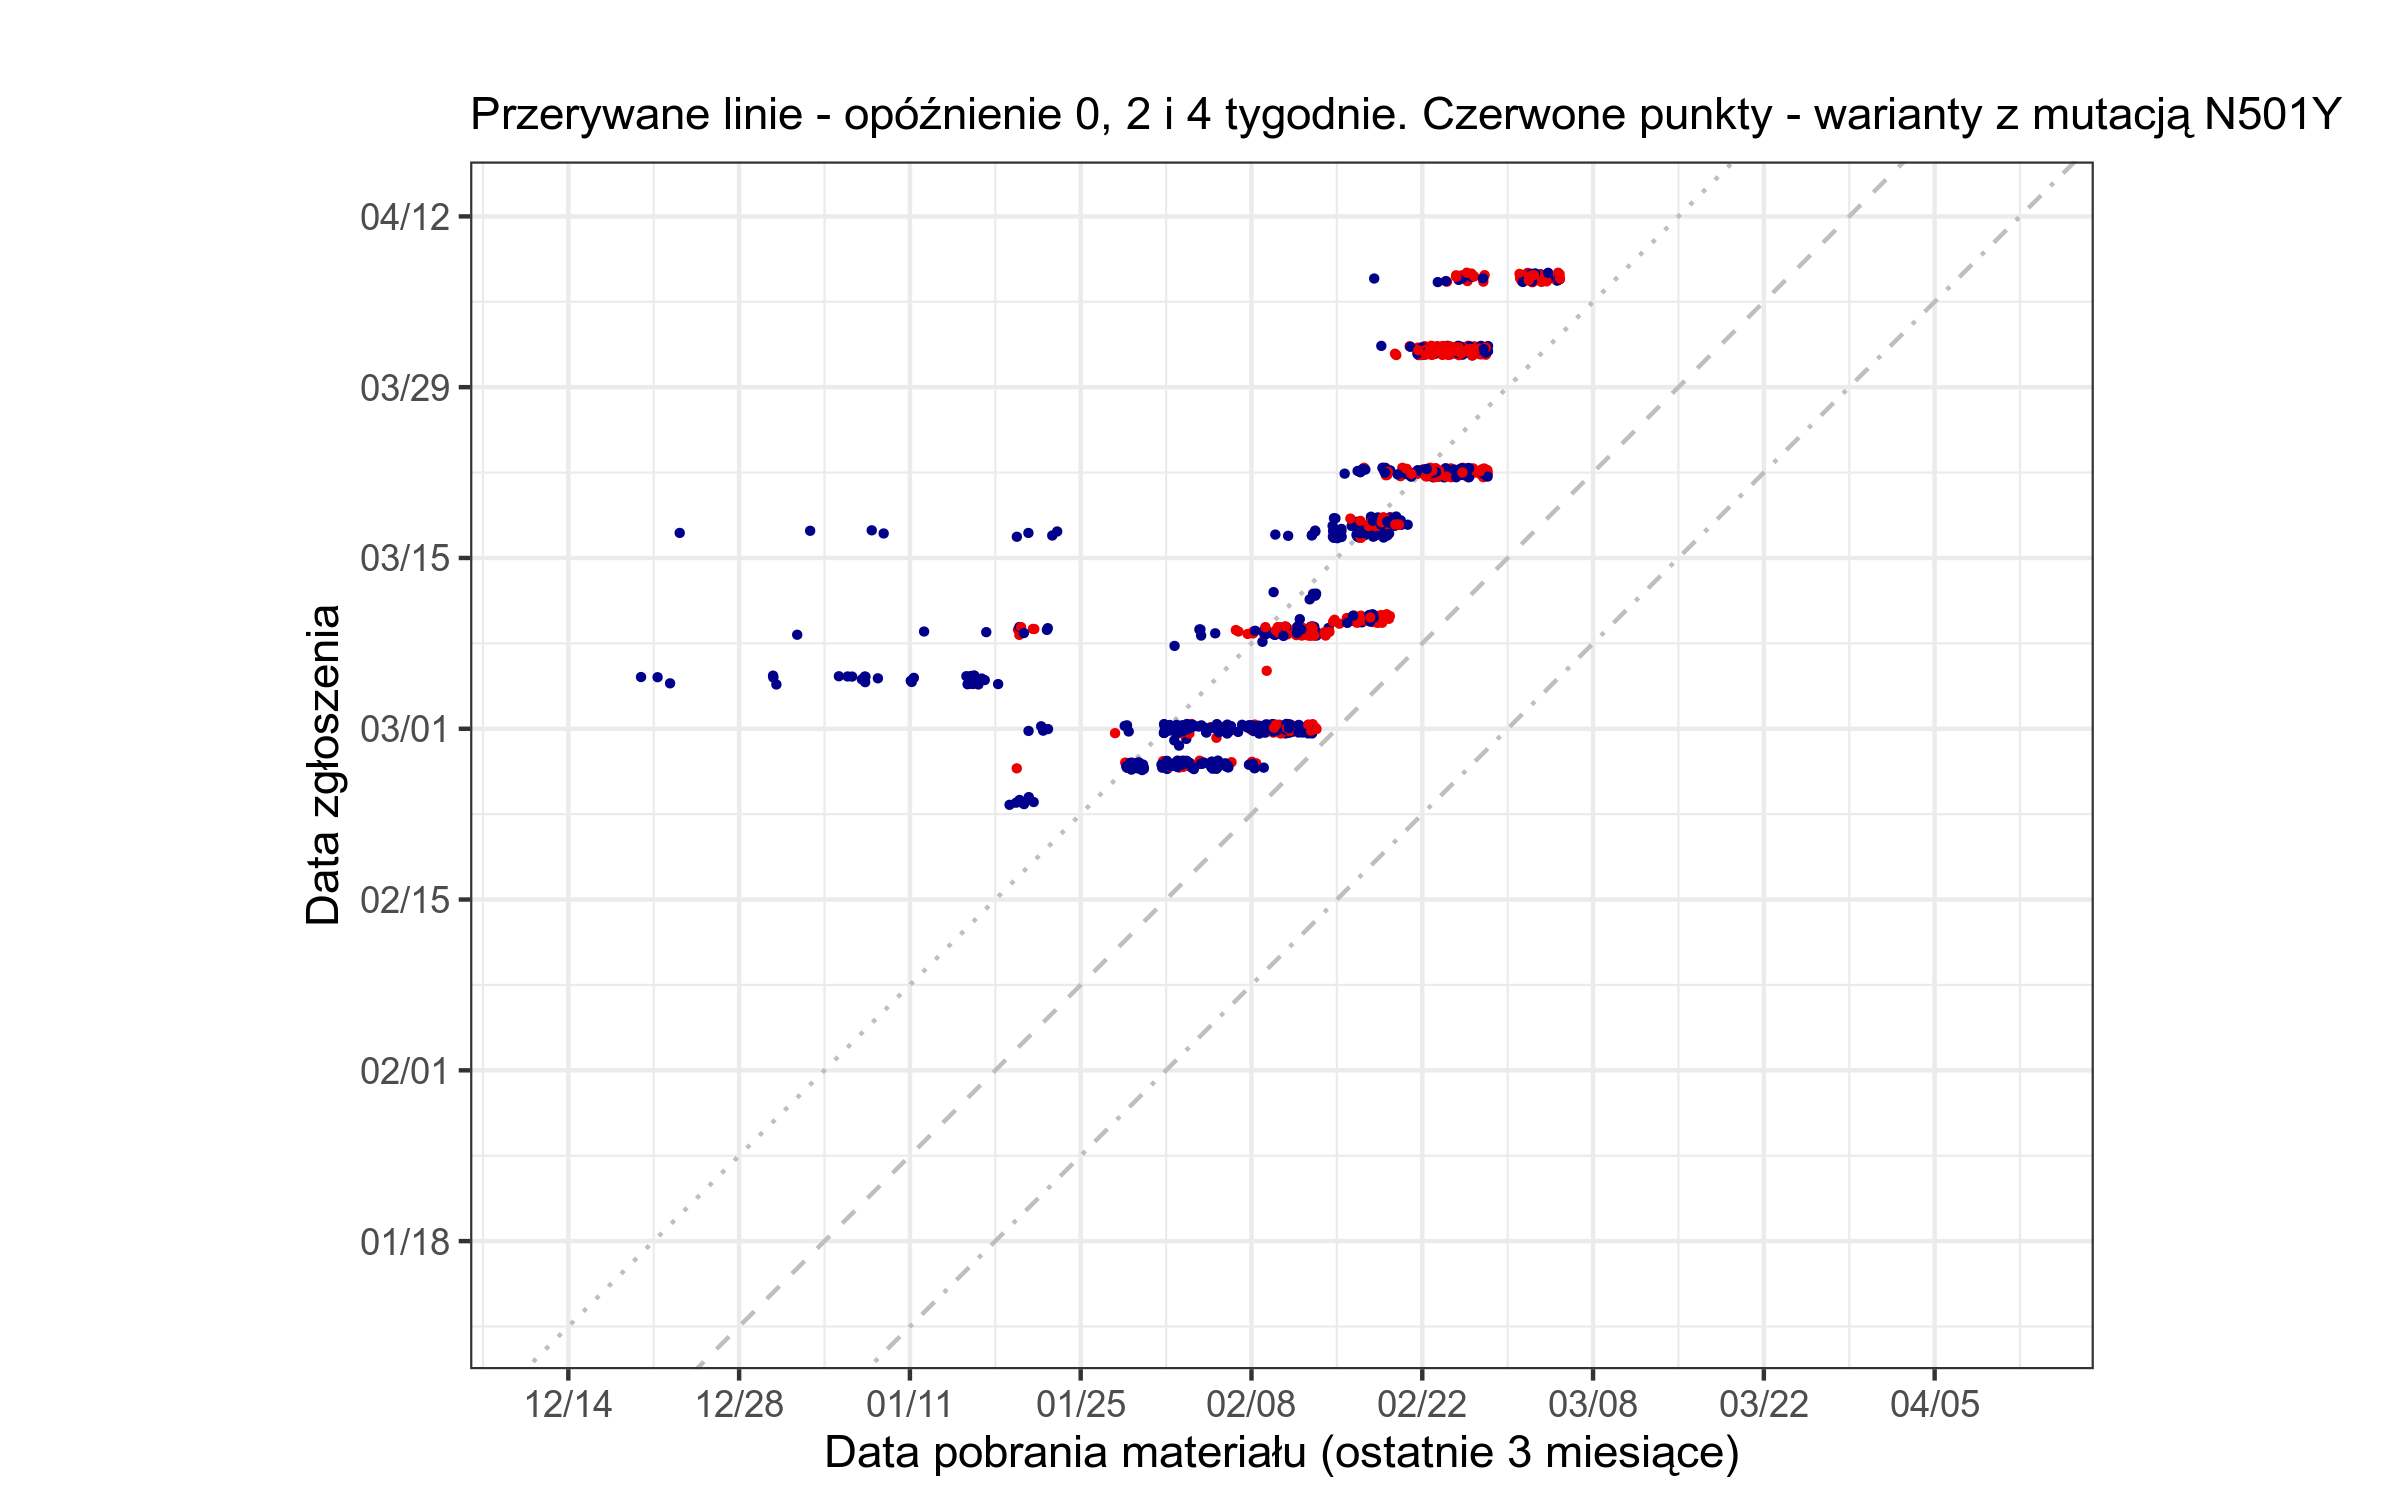 Przerywane linie - opóźnienie 0, 2 i 4 tygodnie. Czerwone punkty - warianty z mutacją N501Y
Data zgłoszenia
04/12
03/29
03/15
03/01
02/15
02/01
01/18
12/14 12/28 01/11 01/25 02/08 02/22 03/08 03/22 04/05
Data pobrania materiału (ostatnie 3 miesiące)